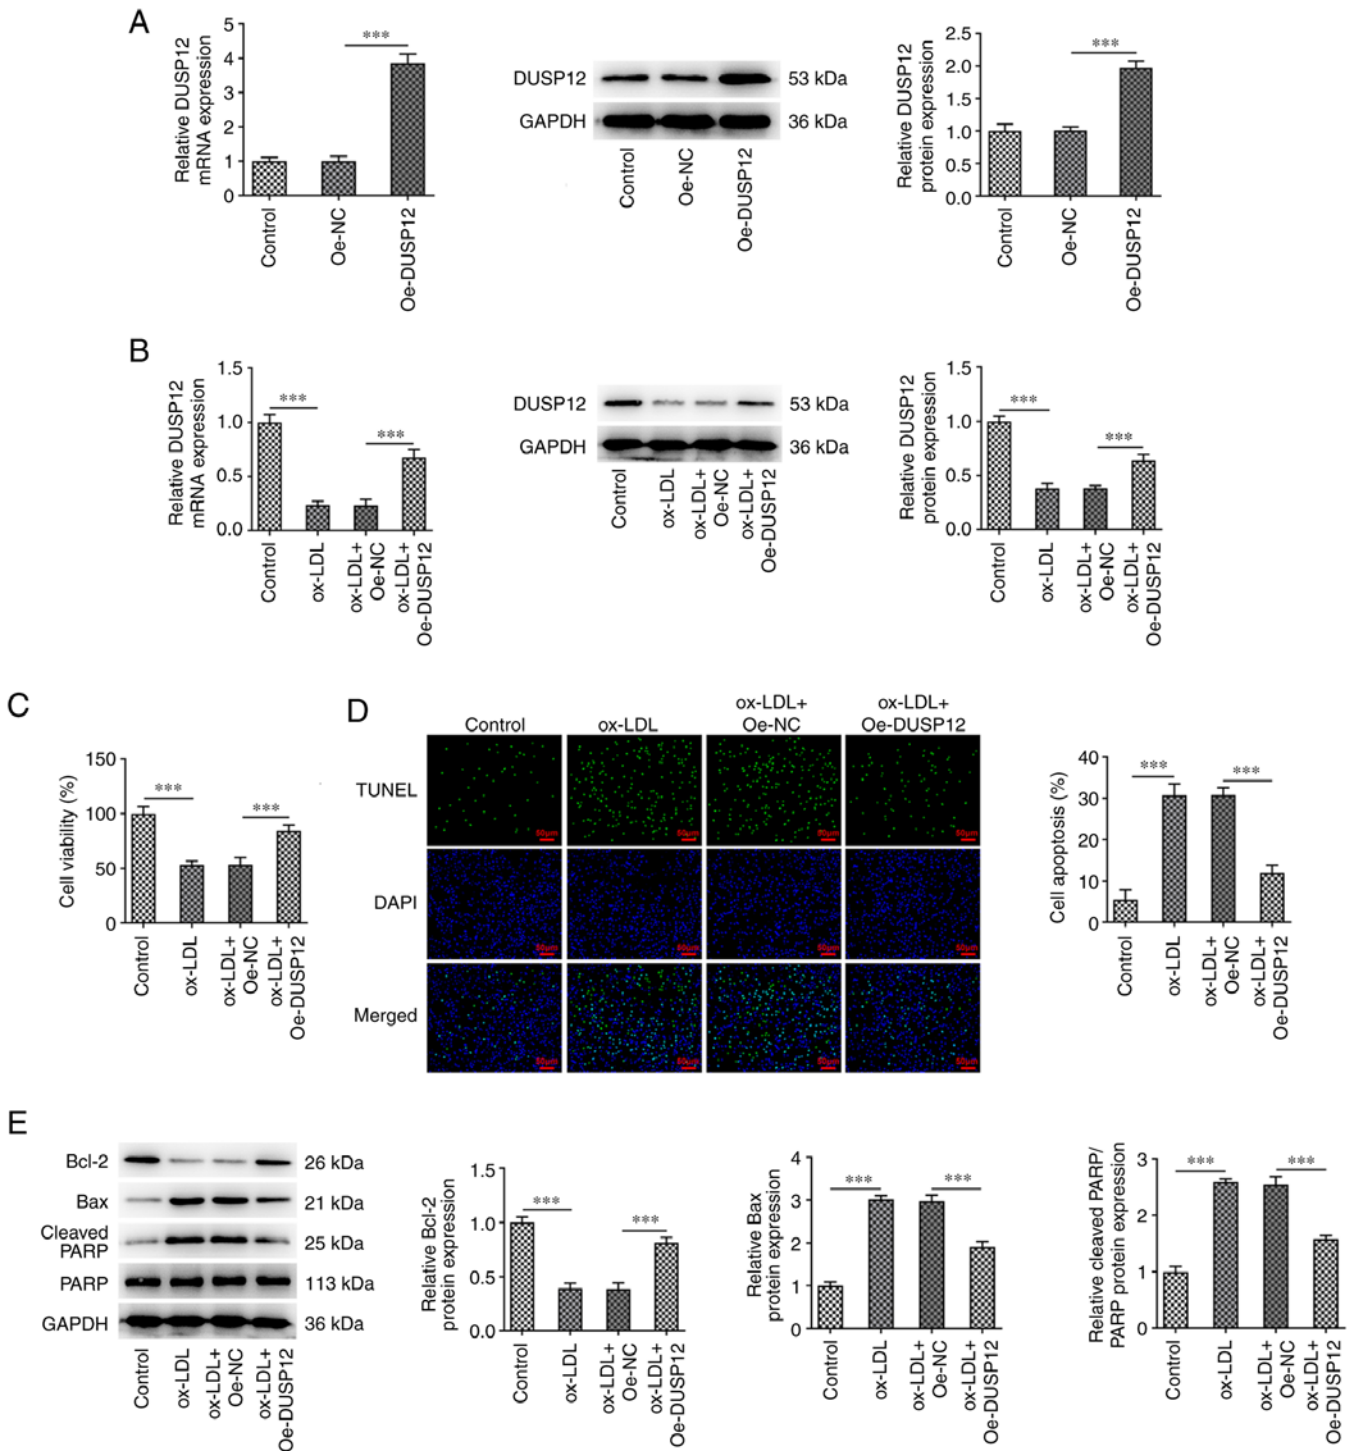 A
Relative DUSP12
mRNA expression
5
4
3
2
1
0
***
Control
Oe-NC
Oe-DUSP12
DUSP12
53 kDa
GAPDH
36 kDa
Control
Oe-NC
Oe-DUSP12
Relative DUSP12
protein expression
2.5
2.0
1.5
1.0
0.5
0.0
***
Control
Oe-NC
Oe-DUSP12
B
Relative DUSP12
mRNA expression
1.5
1.0
0.5
0.0
***
***
Control
ox-LDL
ox-LDL+
Oe-NC
ox-LDL+
Oe-DUSP12
DUSP12
53 kDa
GAPDH
36 kDa
Control
ox-LDL
ox-LDL+
Oe-NC
ox-LDL+
Oe-DUSP12
Relative DUSP12
protein expression
1.5
1.0
0.5
0.0
***
***
Control
ox-LDL
ox-LDL+
Oe-NC
ox-LDL+
Oe-DUSP12
C
Cell viability (%)
150
100
50
0
***
***
Control
ox-LDL
ox-LDL+
Oe-NC
ox-LDL+
Oe-DUSP12
D
Control
ox-LDL
ox-LDL+
Oe-NC
ox-LDL+
Oe-DUSP12
TUNEL
50μm
50μm
50μm
50μm
DAPI
50μm
50μm
50μm
50μm
Merged
50μm
50μm
50μm
50μm
Cell apoptosis (%)
40
30
20
10
0
***
***
Control
ox-LDL
ox-LDL+
Oe-NC
ox-LDL+
Oe-DUSP12
E
Bcl-2
26 kDa
Bax
21 kDa
Cleaved
PARP
25 kDa
PARP
113 kDa
GAPDH
36 kDa
Control
ox-LDL
ox-LDL+
Oe-NC
ox-LDL+
Oe-DUSP12
Relative Bcl-2
protein expression
1.5
1.0
0.5
0.0
***
***
Control
ox-LDL
ox-LDL+
Oe-NC
ox-LDL+
Oe-DUSP12
Relative Bax
protein expression
4
3
2
1
0
***
***
Control
ox-LDL
ox-LDL+
Oe-NC
ox-LDL+
Oe-DUSP12
Relative cleaved PARP/
PARP protein expression
3
2
1
0
***
***
Control
ox-LDL
ox-LDL+
Oe-NC
ox-LDL+
Oe-DUSP12